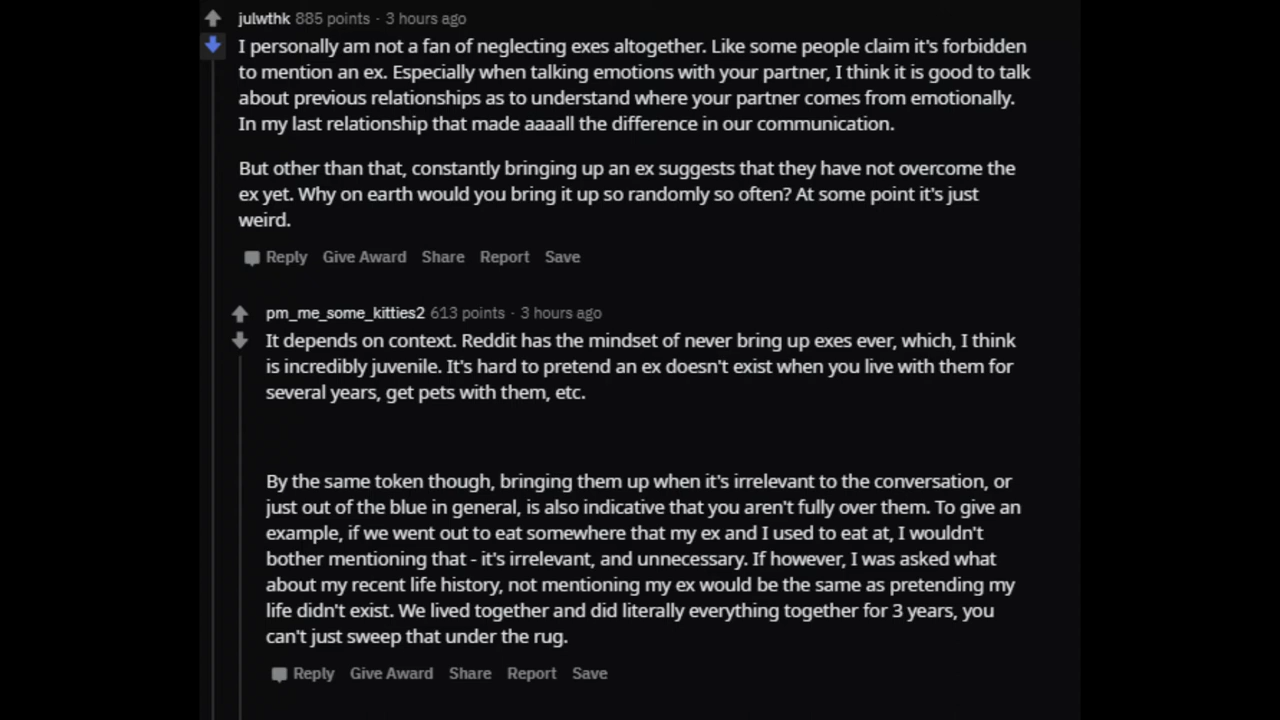 julwthk 885 points · 3 hours ago
I personally am not a fan of neglecting exes altogether. Like some people claim it's forbidden
to mention an ex. Especially when talking emotions with your partner, I think it is good to talk
about previous relationships as to understand where your partner comes from emotionally.
In my last relationship that made aaaall the difference in our communication.
But other than that, constantly bringing up an ex suggests that they have not overcome the
ex yet. Why on earth would you bring it up so randomly so often? At some point it's just
weird.
Reply Give Award Share Report Save
pm_me_some_kitties2 613 points · 3 hours ago
It depends on context. Reddit has the mindset of never bring up exes ever, which, I think
is incredibly juvenile. It's hard to pretend an ex doesn't exist when you live with them for
several years, get pets with them, etc.
By the same token though, bringing them up when it's irrelevant to the conversation, or
just out of the blue in general, is also indicative that you aren't fully over them. To give an
example, if we went out to eat somewhere that my ex and I used to eat at, I wouldn't
bother mentioning that - it's irrelevant, and unnecessary. If however, I was asked what
about my recent life history, not mentioning my ex would be the same as pretending my
life didn't exist. We lived together and did literally everything together for 3 years, you
can't just sweep that under the rug.
Reply Give Award Share Report Save